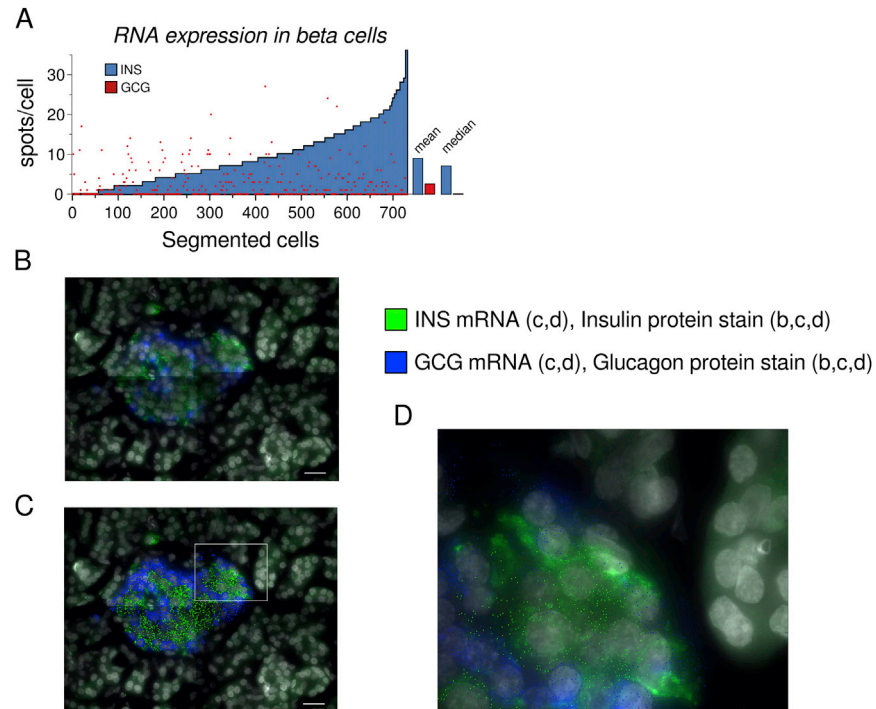 A
RNA expression in beta cells
INS
GCG
spots/cell
30
20
10
0
0 100 200 300 400 500 600 700
mean
median
Segmented cells
B
INS mRNA (c,d), Insulin protein stain (b,c,d)
GCG mRNA (c,d), Glucagon protein stain (b,c,d)
C
D